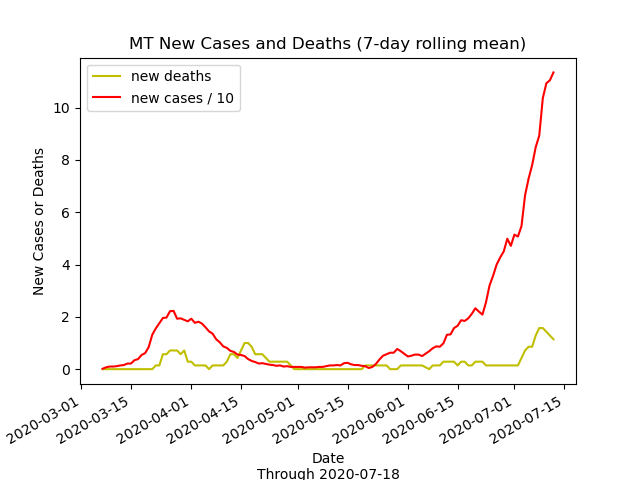 MT New Cases and Deaths (7-day rolling mean)
new deaths
new cases / 10
New Cases or Deaths
10
8
6
4
2
0
2020-03-01
2020-03-15
2020-04-01
2020-04-15
2020-05-01
2020-05-15
2020-06-01
2020-06-15
2020-07-01
2020-07-15
Date
Through 2020-07-18